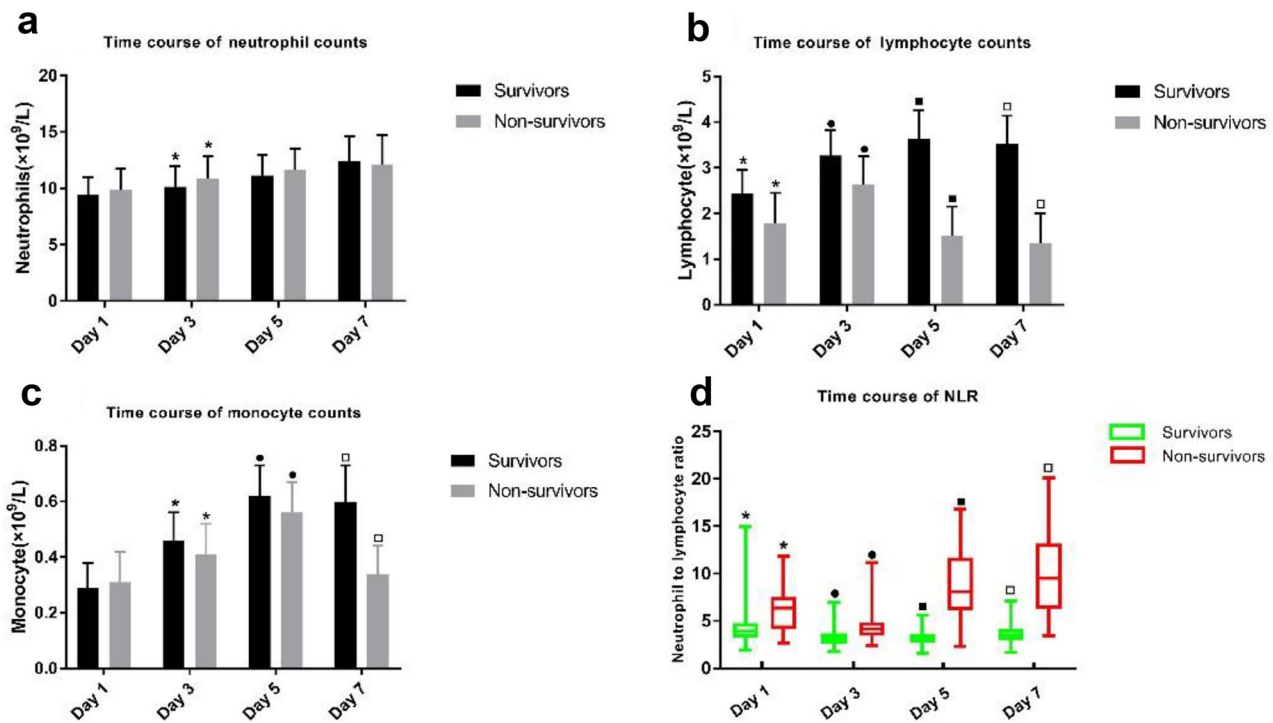 a
Time course of neutrophil counts
Neutrophils(×10⁹/L)
20
15
10
5
0
* *
Day 1 Day 3 Day 5 Day 7
Survivors
Non-survivors
b
Time course of lymphocyte counts
Lymphocyte(×10⁹/L)
5
4
3
2
1
0
* * ● ● ■ ■ □ □
Day 1 Day 3 Day 5 Day 7
Survivors
Non-survivors
c
Time course of monocyte counts
Monocyte(×10⁹/L)
0.8
0.6
0.4
0.2
0.0
* * ● ● □ □
Day 1 Day 3 Day 5 Day 7
Survivors
Non-survivors
d
Time course of NLR
Neutrophil to lymphocyte ratio
25
20
15
10
5
0
* * ● ● ■ ■ □ □
Day 1 Day 3 Day 5 Day 7
Survivors
Non-survivors